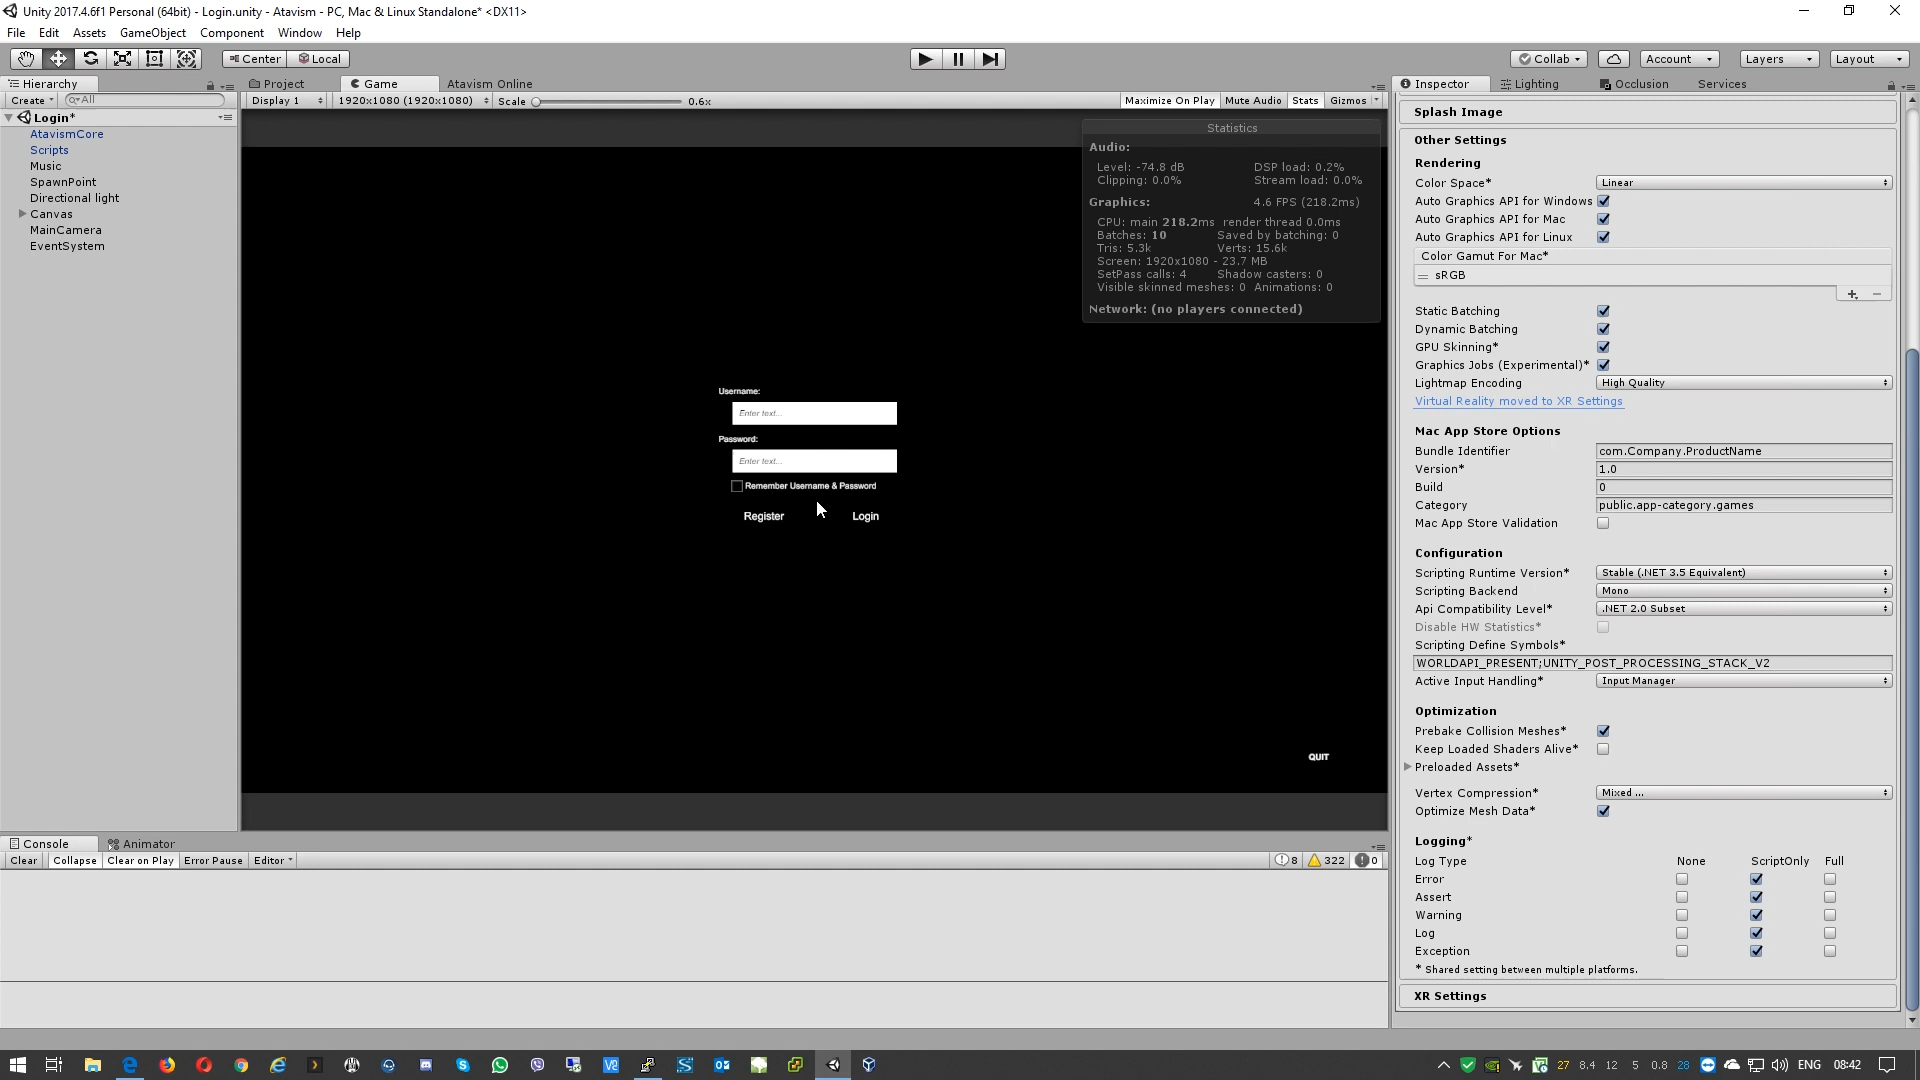 Unity 2017.4.6f1 Personal (64bit) - Login.unity - Atavism - PC, Mac & Linux Standalone* <DX11>
File Edit Assets GameObject Component Window Help
Center Local Collab Account Layers Layout
Hierarchy Project Game Atavism Online Inspector Lighting Occlusion Services
Create All Display 1 1920x1080 (1920x1080) Scale 0.6x Maximize On Play Mute Audio Stats Gizmos
Login*
AtavismCore
Scripts
Music
SpawnPoint
Directional light
Canvas
MainCamera
EventSystem
Statistics
Audio:
Level: -74.8 dB DSP load: 0.2%
Clipping: 0.0% Stream load: 0.0%
Graphics: 4.6 FPS (218.2ms)
CPU: main 218.2ms render thread 0.0ms
Batches: 10 Saved by batching: 0
Tris: 5.3k Verts: 15.6k
Screen: 1920x1080 - 23.7 MB
SetPass calls: 4 Shadow casters: 0
Visible skinned meshes: 0 Animations: 0
Network: (no players connected)
Username:
Enter text...
Password:
Enter text...
Remember Username & Password
Register Login
QUIT
Splash Image
Other Settings
Rendering
Color Space* Linear
Auto Graphics API for Windows
Auto Graphics API for Mac
Auto Graphics API for Linux
Color Gamut For Mac*
sRGB
Static Batching
Dynamic Batching
GPU Skinning*
Graphics Jobs (Experimental)*
Lightmap Encoding High Quality
Virtual Reality moved to XR Settings
Mac App Store Options
Bundle Identifier com.Company.ProductName
Version* 1.0
Build 0
Category public.app-category.games
Mac App Store Validation
Configuration
Scripting Runtime Version* Stable (.NET 3.5 Equivalent)
Scripting Backend Mono
Api Compatibility Level* .NET 2.0 Subset
Disable HW Statistics*
Scripting Define Symbols*
WORLDAPI_PRESENT;UNITY_POST_PROCESSING_STACK_V2
Active Input Handling* Input Manager
Optimization
Prebake Collision Meshes*
Keep Loaded Shaders Alive*
Preloaded Assets*
Vertex Compression* Mixed ...
Optimize Mesh Data*
Logging*
Log Type None ScriptOnly Full
Error
Assert
Warning
Log
Exception
* Shared setting between multiple platforms.
XR Settings
Console Animator
Clear Collapse Clear on Play Error Pause Editor 8 322 0
27 8.4 12 5 0.8 28 ENG 08:42